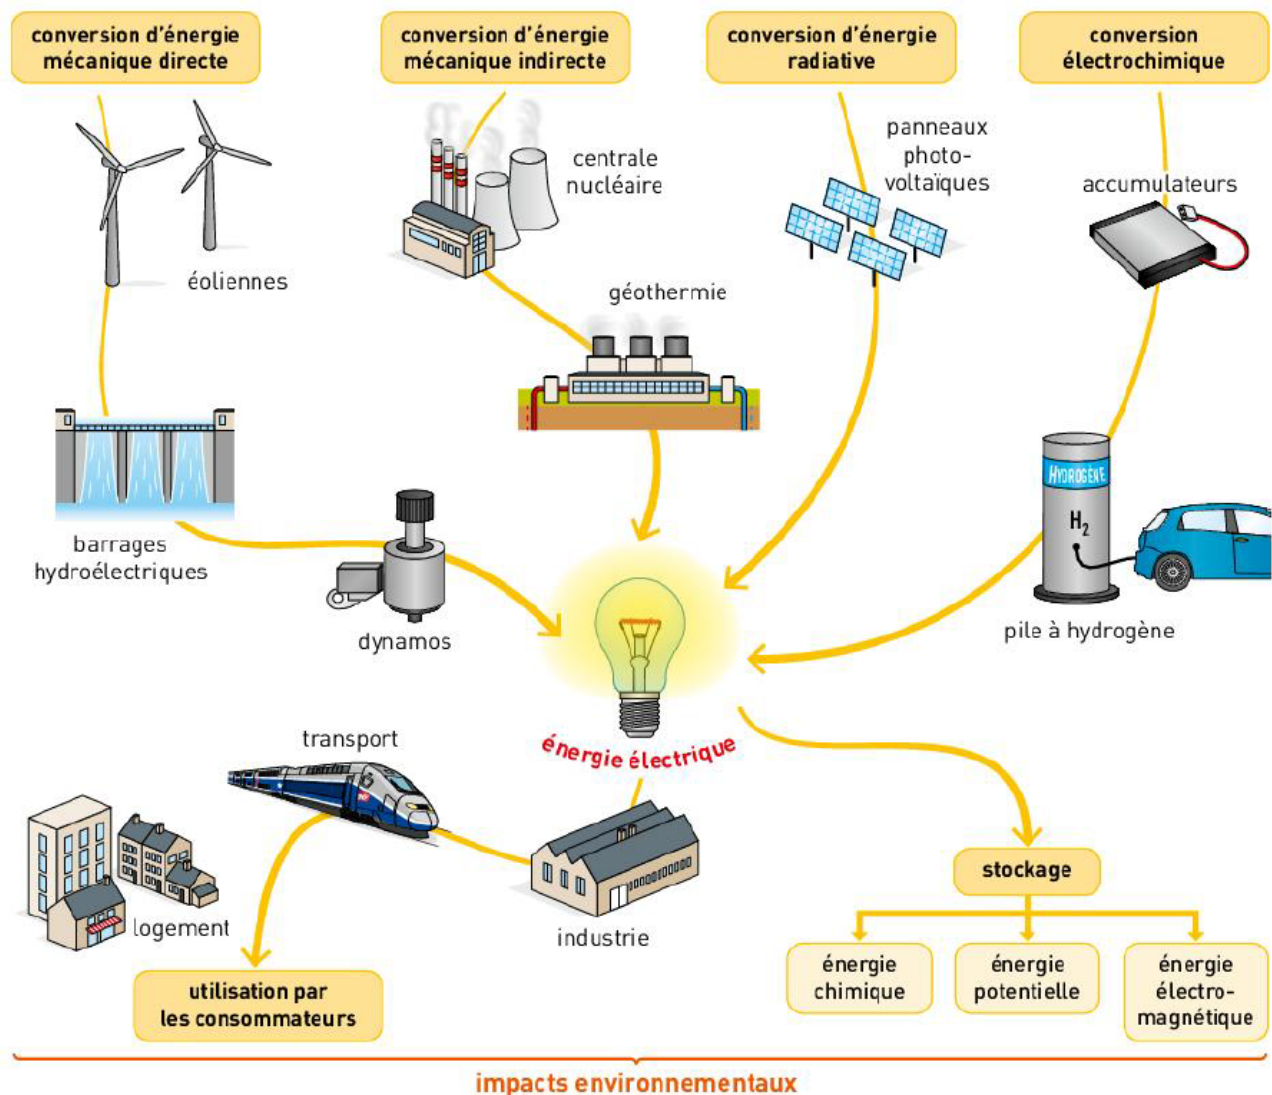 conversion d'énergie
mécanique directe
conversion d'énergie
mécanique indirecte
conversion d'énergie
radiative
conversion
électrochimique
éoliennes
centrale
nucléaire
panneaux
photo-
voltaïques
accumulateurs
géothermie
barrages
hydroélectriques
dynamos
HYDROGÈNE
H₂
pile à hydrogène
énergie électrique
transport
logement
industrie
utilisation par
les consommateurs
stockage
énergie
chimique
énergie
potentielle
énergie
électro-
magnétique
impacts environnementaux